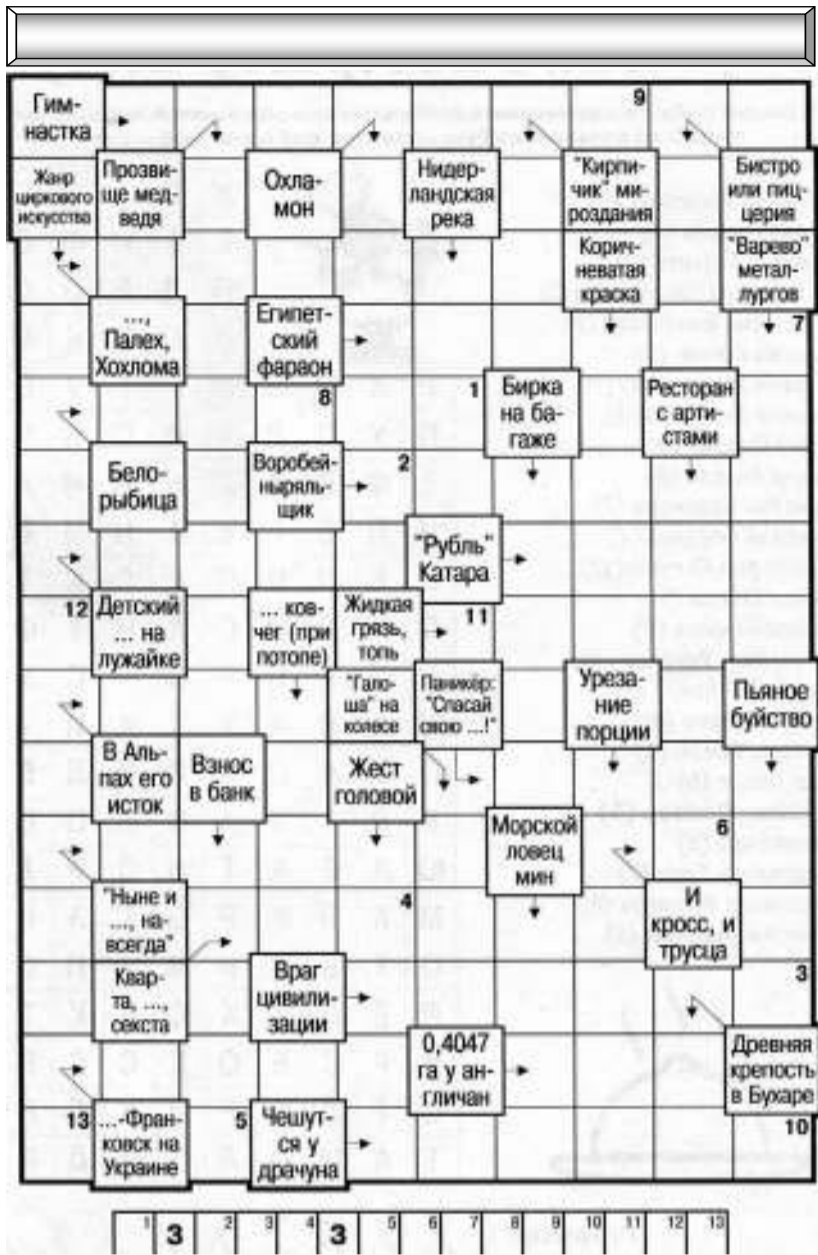 Гим-
настка
9
Жанр
циркового
искусства
Прозви-
ще мед-
ведя
Охла-
мон
Нидер-
ландская
река
"Кирпи-
чик" ми-
роздания
Бистро
или пиц-
церия
Корич-
неватая
краска
"Варево"
метал-
лургов
...,
Палех,
Хохлома
Египет-
ский
фараон
7
8
1
Бирка
на ба-
гаже
Ресторан
с арти-
стами
Бело-
рыбица
Воробей-
ныряль-
щик
2
"Рубль"
Катара
12
Детский
... на
лужайке
... ков-
чег (при
потопе)
Жидкая
грязь,
топь
11
"Гало-
ша" на
колесе
Паникёр:
"Спасай
свою ...!"
Уреза-
ние
порции
Пьяное
буйство
В Аль-
пах его
исток
Взнос
в банк
Жест
головой
Морской
ловец
мин
6
"Ныне и
..., на-
всегда"
4
И
кросс, и
трусца
Квар-
та, ...,
секста
Враг
цивили-
зации
3
0,4047
га у ан-
гличан
Древняя
крепость
в Бухаре
13
...-Фран-
ковск на
Украине
5
Чешут-
ся у
драчуна
10
1 3 2 3 4 3 5 6 7 8 9 10 11 12 13